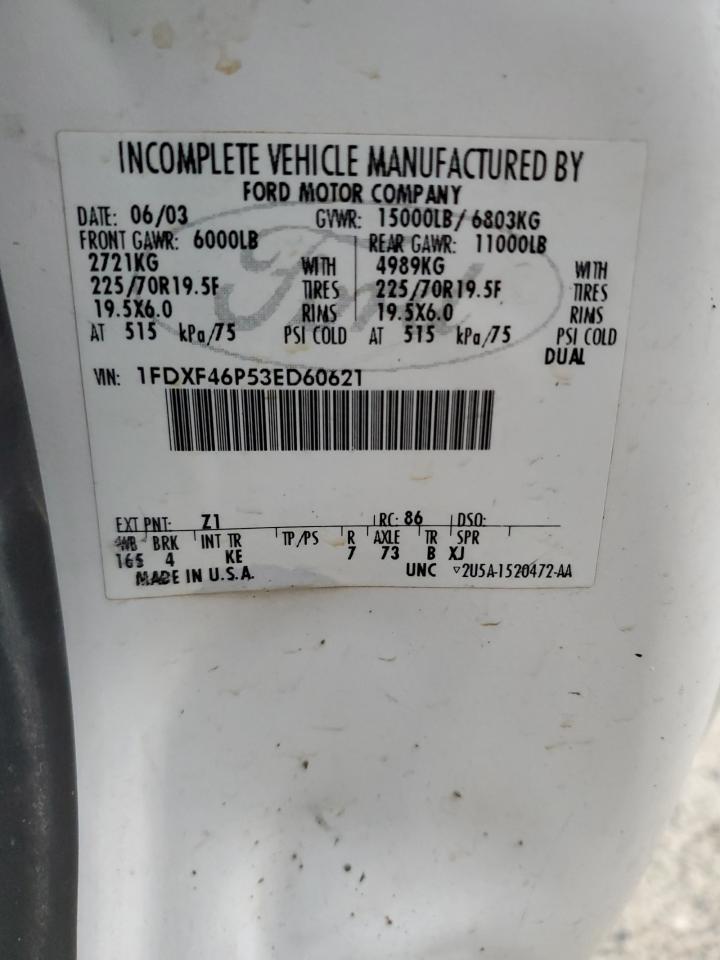 INCOMPLETE VEHICLE MANUFACTURED BY
FORD MOTOR COMPANY
DATE: 06/03 GVWR: 15000LB/ 6803KG
FRONT GAWR: 6000LB REAR GAWR: 11000LB
2721KG WITH 4989KG WITH
225/70R19.5F TIRES 225/70R19.5F TIRES
19.5X6.0 RIMS 19.5X6.0 RIMS
AT 515 kPa/75 PSI COLD AT 515 kPa/75 PSI COLD
DUAL
Ford
VIN: 1FDXF46P53ED60621
EXT PNT: Z1 RC: 86 DSO:
WB BRK INT TR TP/PS R AXLE TR SPR
165 4 KE 7 73 B XJ
MADE IN U.S.A. UNC ▽2U5A-1520472-AA